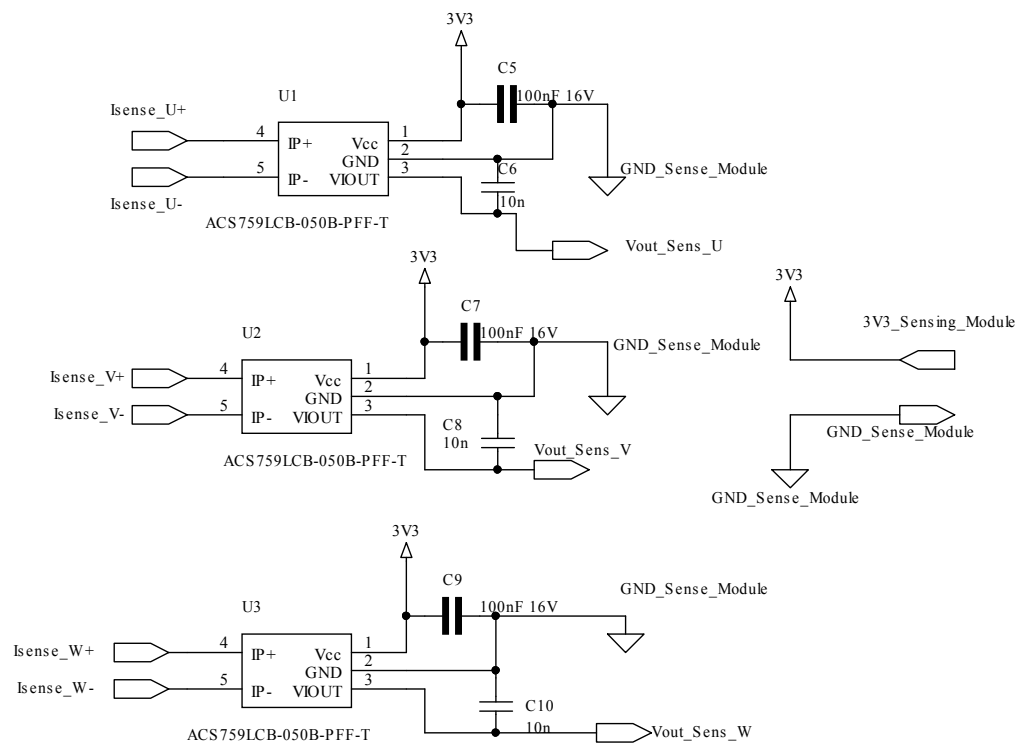 3V3
C5
U1
100nF 16V
Isense_U+
4
IP+
Vcc
1
GND
2
5
IP-
VIOUT
3
C6
10n
GND_Sense_Module
Isense_U-
ACS759LCB-050B-PFF-T
Vout_Sens_U
3V3
3V3
C7
U2
100nF 16V
GND_Sense_Module
3V3_Sensing_Module
Isense_V+
4
IP+
Vcc
1
GND
2
Isense_V-
5
IP-
VIOUT
3
C8
10n
Vout_Sens_V
GND_Sense_Module
ACS759LCB-050B-PFF-T
GND_Sense_Module
3V3
C9
GND_Sense_Module
U3
100nF 16V
Isense_W+
4
IP+
Vcc
1
GND
2
Isense_W-
5
IP-
VIOUT
3
C10
10n
ACS759LCB-050B-PFF-T
Vout_Sens_W